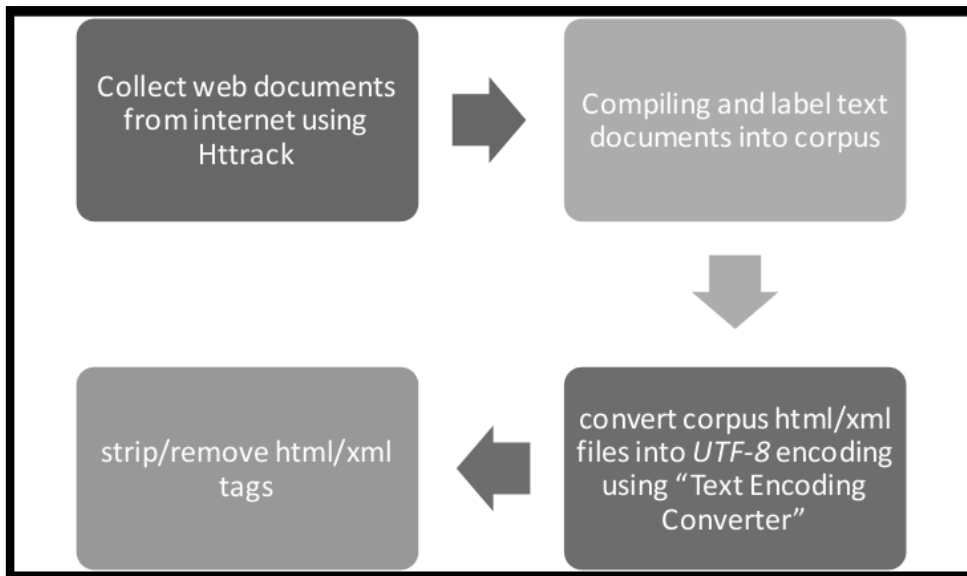 Collect web documents
from internet using
Httrack
Compiling and label text
documents into corpus
convert corpus html/xml
files into UTF-8 encoding
using “Text Encoding
Converter”
strip/remove html/xml
tags